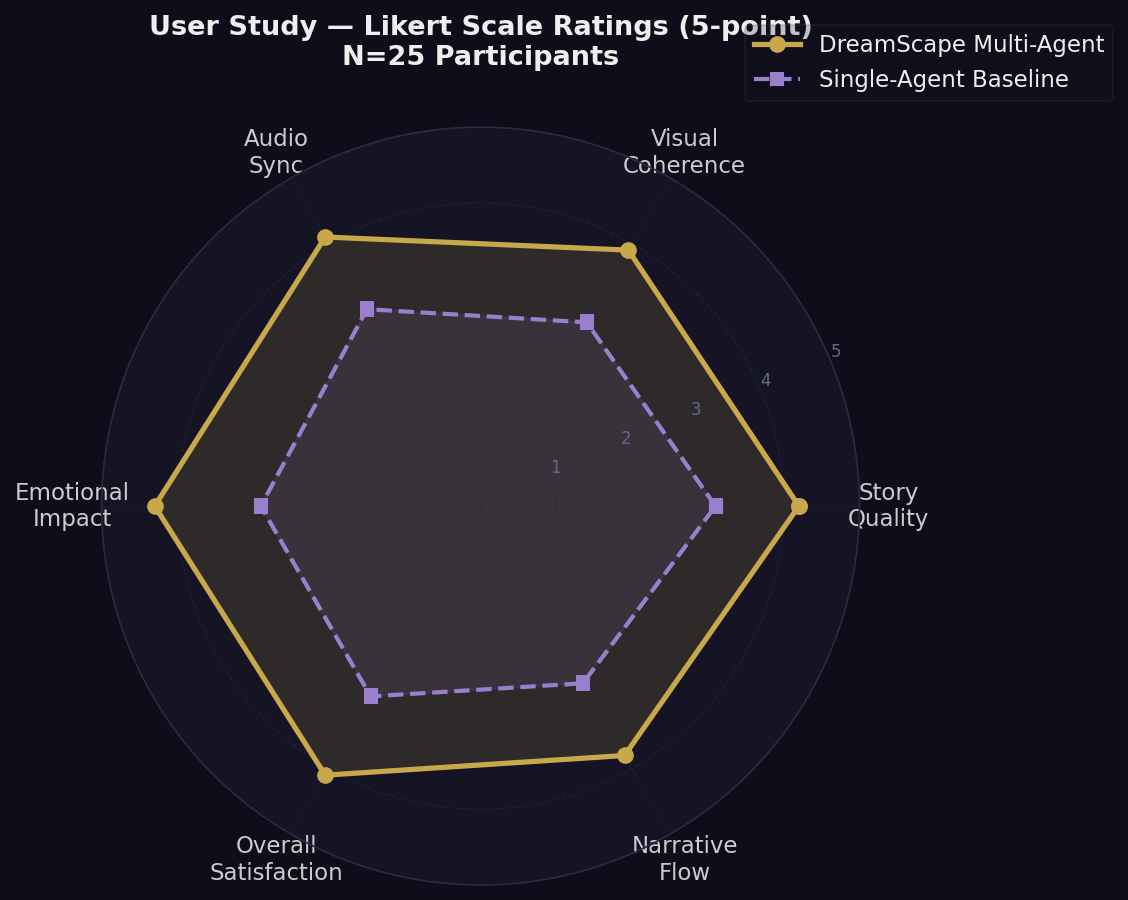 User Study — Likert Scale Ratings (5-point)
N=25 Participants
DreamScape Multi-Agent
Single-Agent Baseline
Audio
Sync
Visual
Coherence
5
4
3
2
1
Emotional
Impact
Story
Quality
Overall
Satisfaction
Narrative
Flow